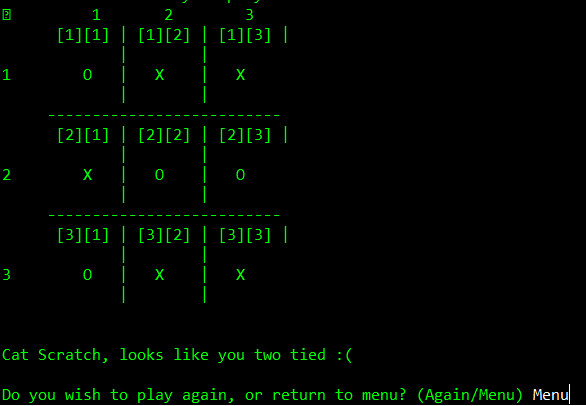 1 2 3
[1][1] | [1][2] | [1][3] |
| |
1 O | X | X
| |
--------------------------
[2][1] | [2][2] | [2][3] |
| |
2 X | O | O
| |
--------------------------
[3][1] | [3][2] | [3][3] |
| |
3 O | X | X
| |
Cat Scratch, looks like you two tied :(
Do you wish to play again, or return to menu? (Again/Menu) Menu